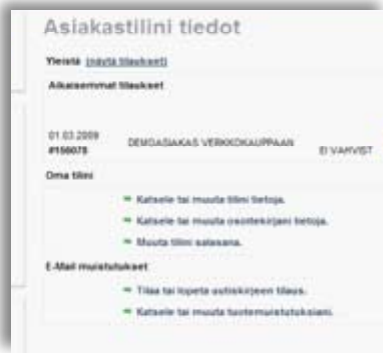 Asiakastilini tiedot
Yleistä (näytä tilaukset)
Aikaisemmat tilaukset
01.03.2009 DEMOASIAKAS VERKKOKAUPPAAN EI VAHVIST
#156078
Oma tilini
Katsele tai muuta tilini tietoja.
Katsele tai muuta osoitekirjani tietoja.
Muuta tilini salasana.
E-Mail muistutukset
Tilaa tai lopeta uutiskirjeen tilaus.
Katsele tai muuta tuotemuistutuksiani.